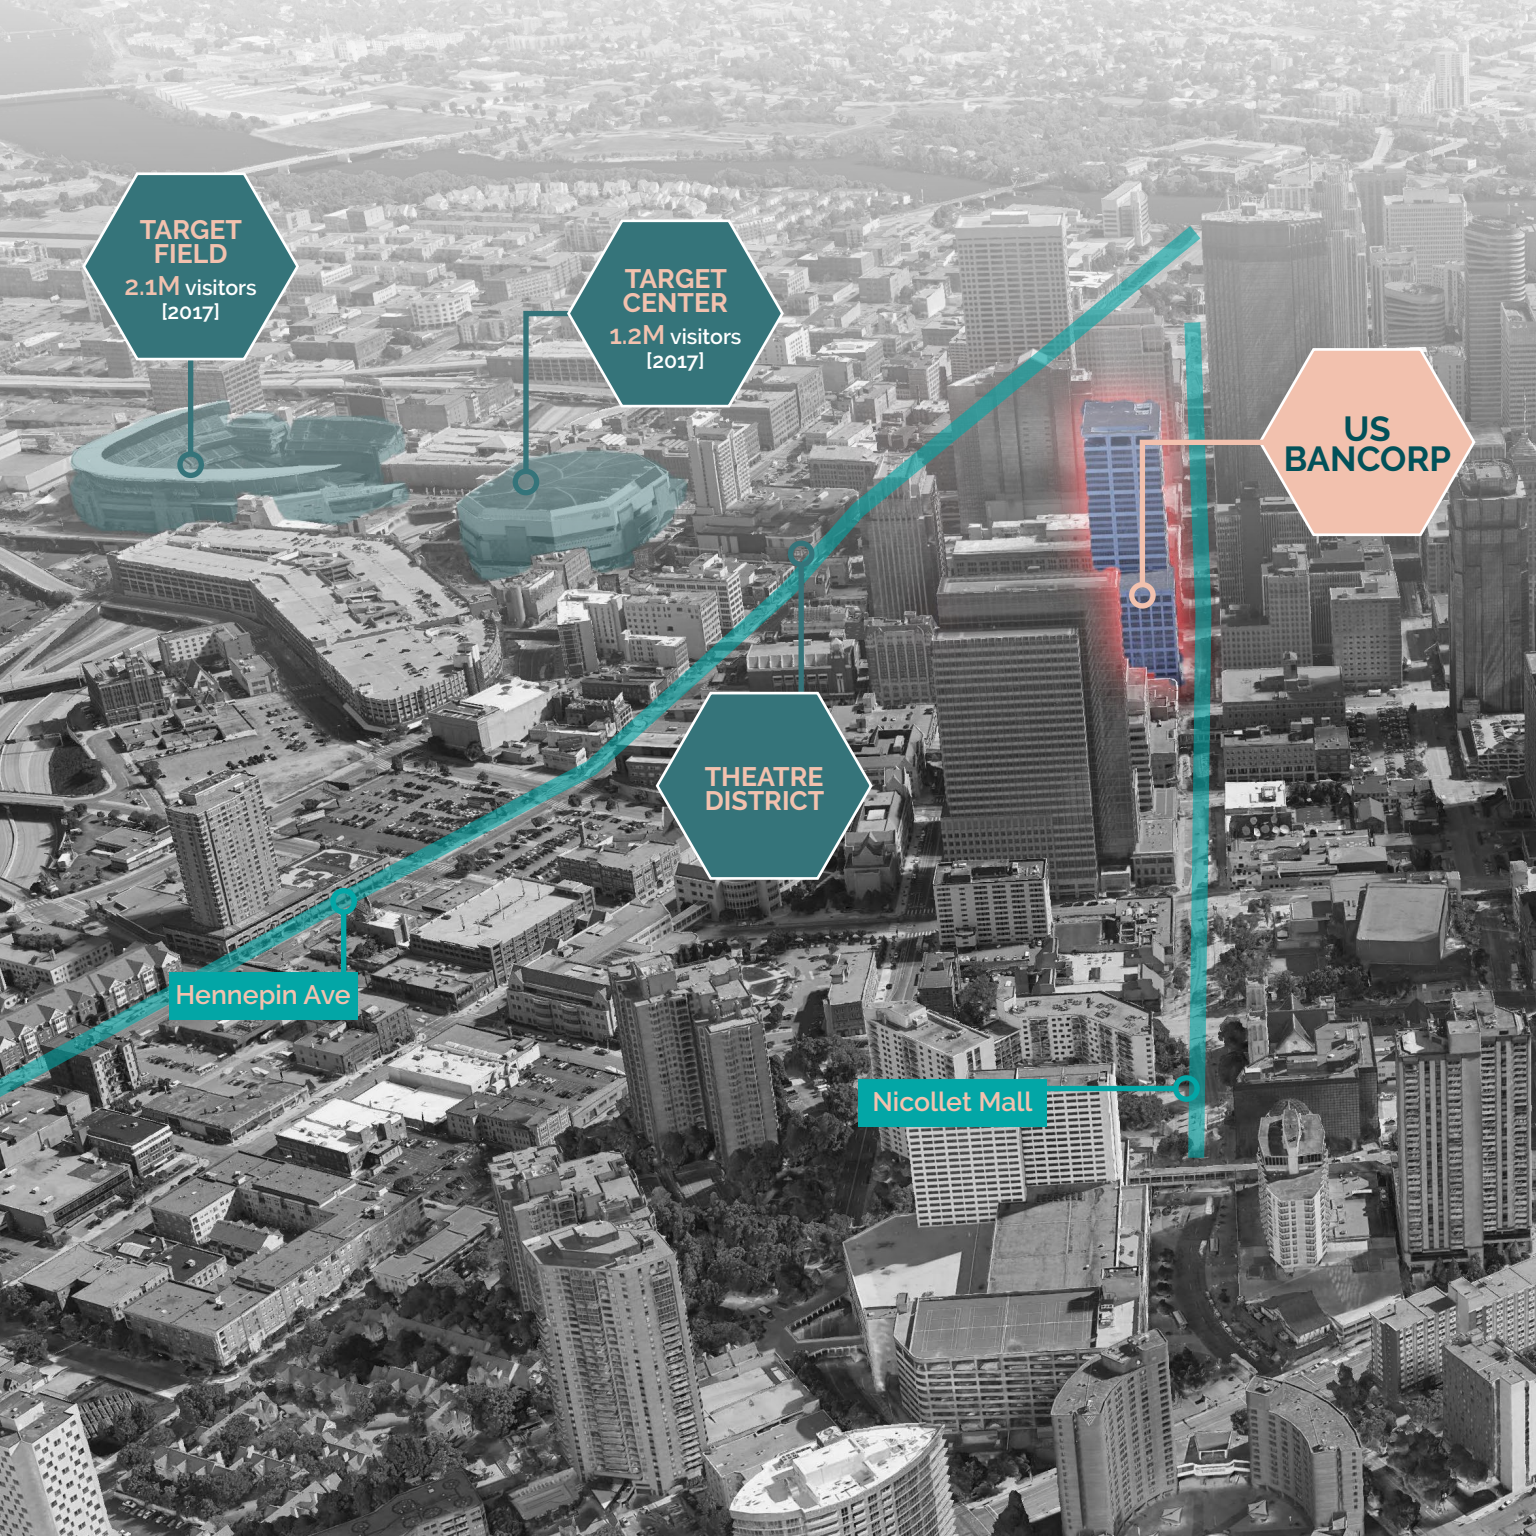 TARGET
FIELD
2.1M visitors
[2017]
TARGET
CENTER
1.2M visitors
[2017]
US
BANCORP
THEATRE
DISTRICT
Hennepin Ave
Nicollet Mall